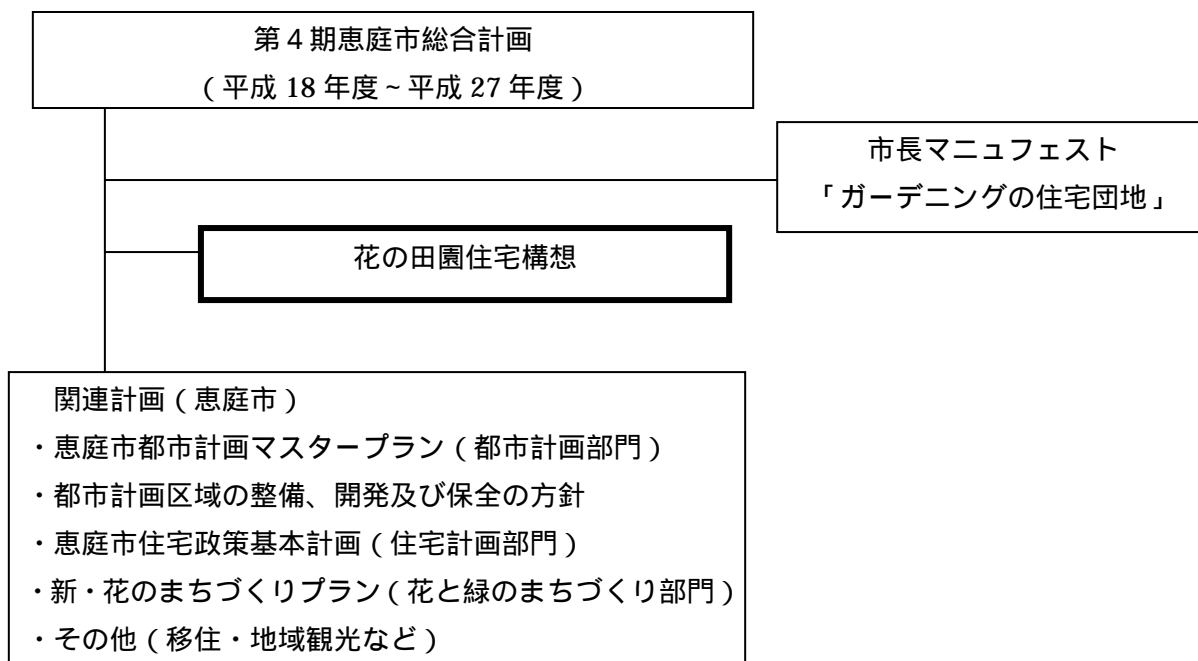 第４期恵庭市総合計画
（平成 18 年度～平成 27 年度）
市長マニュフェスト
「ガーデニングの住宅団地」
花の田園住宅構想
関連計画（恵庭市）
・恵庭市都市計画マスタープラン（都市計画部門）
・都市計画区域の整備、開発及び保全の方針
・恵庭市住宅政策基本計画（住宅計画部門）
・新・花のまちづくりプラン（花と緑のまちづくり部門）
・その他（移住・地域観光など）